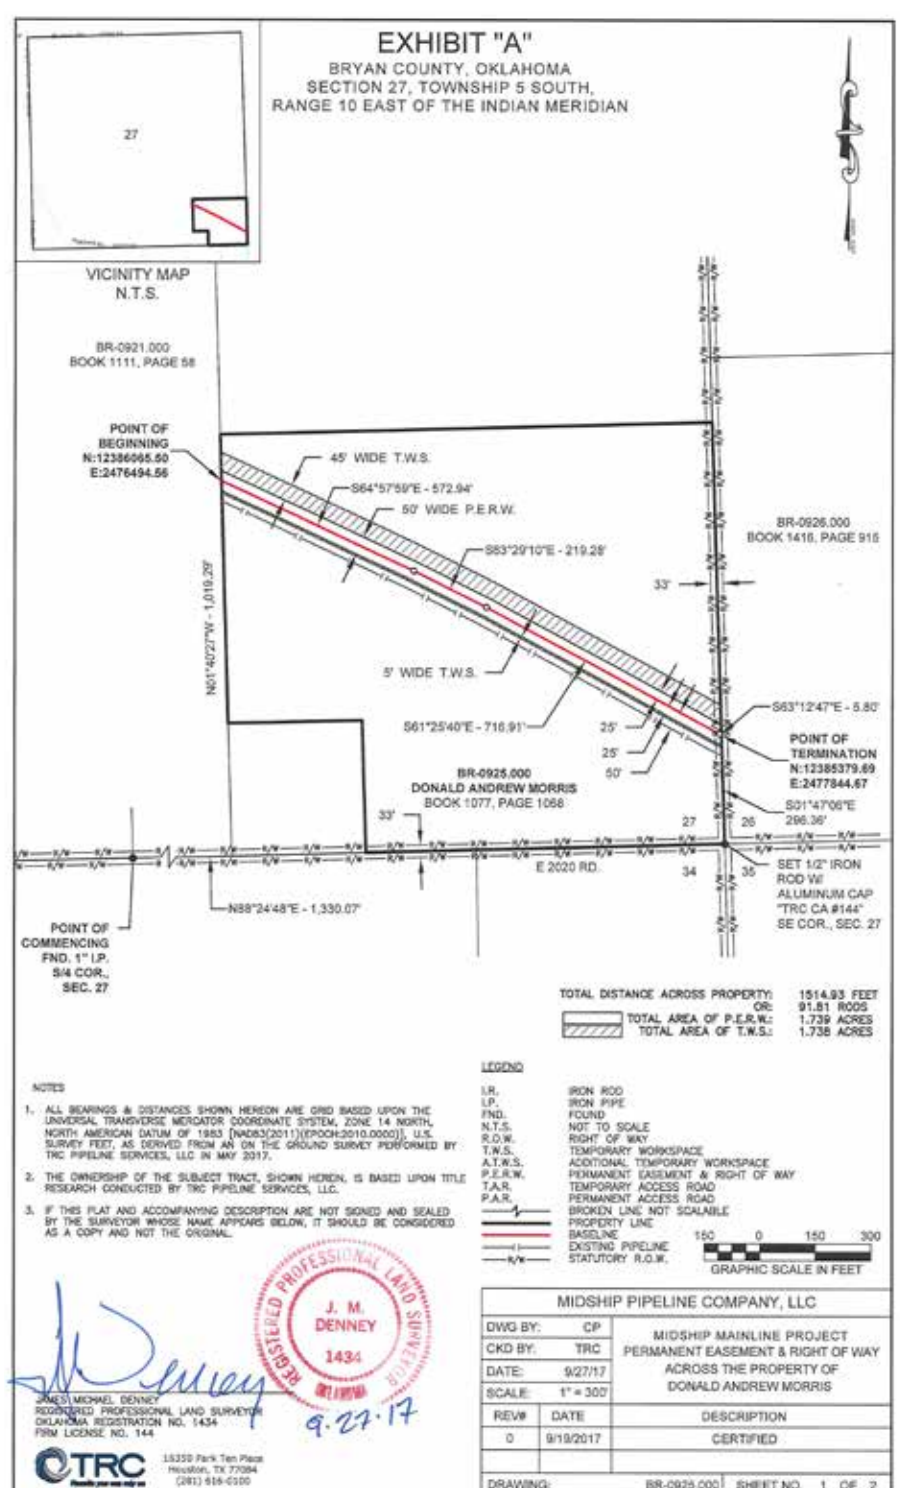 EXHIBIT "A"
BRYAN COUNTY, OKLAHOMA
SECTION 27, TOWNSHIP 5 SOUTH,
RANGE 10 EAST OF THE INDIAN MERIDIAN
27
VICINITY MAP
N.T.S.
BR-0921.000
BOOK 1111, PAGE 58
POINT OF
BEGINNING
N:12386065.50
E:2476494.56
45' WIDE T.W.S.
S64°57'59"E - 572.94'
50' WIDE P.E.R.W.
S63°29'10"E - 219.28'
BR-0926.000
BOOK 1416, PAGE 915
33'
N01°40'27"W - 1,019.29'
5' WIDE T.W.S.
S61°25'40"E - 716.91'
25'
25'
50'
S63°12'47"E - 5.80'
POINT OF
TERMINATION
N:12385379.69
E:2477844.67
S01°47'06"E
296.36'
BR-0925.000
DONALD ANDREW MORRIS
BOOK 1077, PAGE 1068
33'
27 26
34 35
E 2020 RD.
R/W
SET 1/2" IRON
ROD W/
ALUMINUM CAP
"TRC CA #144"
SE COR., SEC. 27
N88°24'48"E - 1,330.07'
POINT OF
COMMENCING
FND. 1" I.P.
S/4 COR.,
SEC. 27
TOTAL DISTANCE ACROSS PROPERTY: 1514.93 FEET
OR: 91.81 RODS
TOTAL AREA OF P.E.R.W.: 1.739 ACRES
TOTAL AREA OF T.W.S.: 1.738 ACRES
NOTES
1. ALL BEARINGS & DISTANCES SHOWN HEREON ARE GRID BASED UPON THE
UNIVERSAL TRANSVERSE MERCATOR COORDINATE SYSTEM, ZONE 14 NORTH,
NORTH AMERICAN DATUM OF 1983 [NAD83(2011)(EPOCH:2010.0000)], U.S.
SURVEY FEET, AS DERIVED FROM AN ON THE GROUND SURVEY PERFORMED BY
TRC PIPELINE SERVICES, LLC IN MAY 2017.
2. THE OWNERSHIP OF THE SUBJECT TRACT, SHOWN HEREN, IS BASED UPON TITLE
RESEARCH CONDUCTED BY TRC PIPELINE SERVICES, LLC.
3. IF THIS PLAT AND ACCOMPANYING DESCRIPTION ARE NOT SIGNED AND SEALED
BY THE SURVEYOR WHOSE NAME APPEARS BELOW, IT SHOULD BE CONSIDERED
AS A COPY AND NOT THE ORIGINAL.
LEGEND
I.R. IRON ROD
I.P. IRON PIPE
FND. FOUND
N.T.S. NOT TO SCALE
R.O.W. RIGHT OF WAY
T.W.S. TEMPORARY WORKSPACE
A.T.W.S. ADDITIONAL TEMPORARY WORKSPACE
P.E.R.W. PERMANENT EASEMENT & RIGHT OF WAY
T.A.R. TEMPORARY ACCESS ROAD
P.A.R. PERMANENT ACCESS ROAD
BROKEN LINE NOT SCALABLE
PROPERTY LINE
BASELINE
EXISTING PIPELINE
R/W STATUTORY R.O.W.
150 0 150 300
GRAPHIC SCALE IN FEET
REGISTERED PROFESSIONAL LAND SURVEYOR
J. M.
DENNEY
1434
OKLAHOMA
JM Denney
9-27-17
JAMES MICHAEL DENNEY
REGISTERED PROFESSIONAL LAND SURVEYOR
OKLAHOMA REGISTRATION NO. 1434
FIRM LICENSE NO. 144
TRC
16350 Park Ten Place
Houston, TX 77084
(281) 616-0100
MIDSHIP PIPELINE COMPANY, LLC
DWG BY: CP
CKD BY: TRC
DATE: 9/27/17
SCALE: 1" = 300'
MIDSHIP MAINLINE PROJECT
PERMANENT EASEMENT & RIGHT OF WAY
ACROSS THE PROPERTY OF
DONALD ANDREW MORRIS
REV# DATE DESCRIPTION
0 9/19/2017 CERTIFIED
DRAWING: BR-0925.000 SHEET NO. 1 OF 2